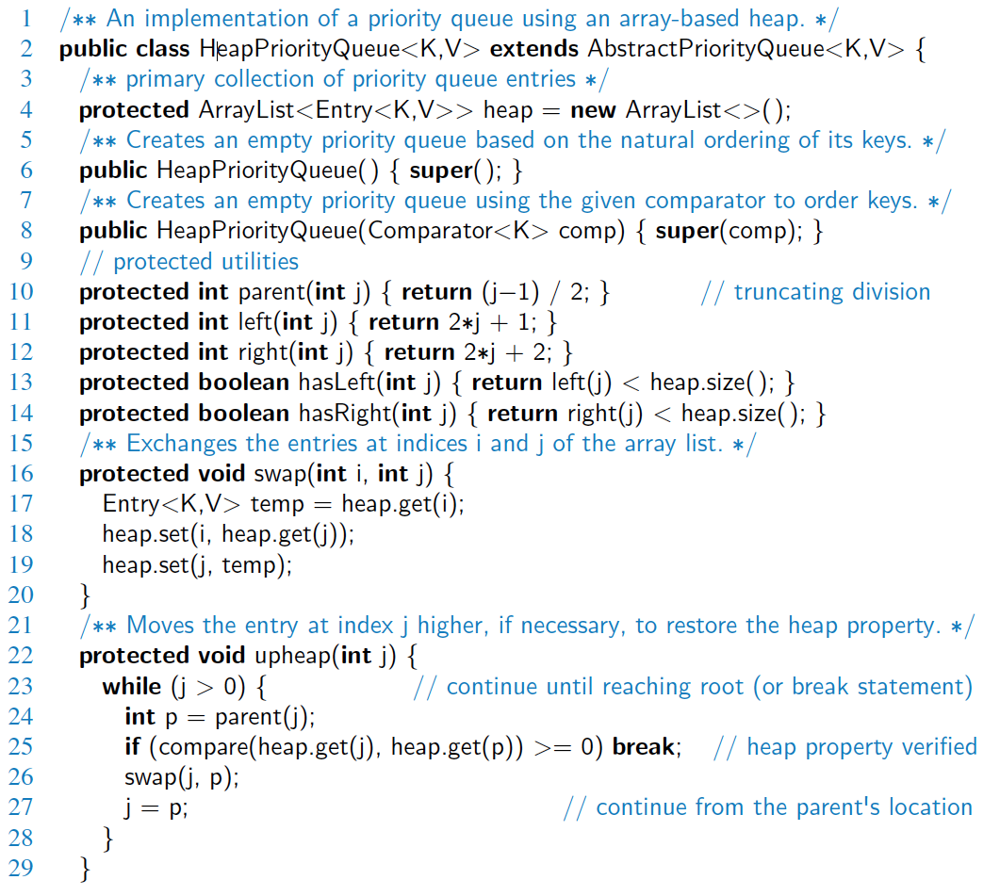 1 /** An implementation of a priority queue using an array-based heap. */
2 public class HeapPriorityQueue<K,V> extends AbstractPriorityQueue<K,V> {
3 /** primary collection of priority queue entries */
4 protected ArrayList<Entry<K,V>> heap = new ArrayList<>();
5 /** Creates an empty priority queue based on the natural ordering of its keys. */
6 public HeapPriorityQueue() { super(); }
7 /** Creates an empty priority queue using the given comparator to order keys. */
8 public HeapPriorityQueue(Comparator<K> comp) { super(comp); }
9 // protected utilities
10 protected int parent(int j) { return (j−1) / 2; } // truncating division
11 protected int left(int j) { return 2*j + 1; }
12 protected int right(int j) { return 2*j + 2; }
13 protected boolean hasLeft(int j) { return left(j) < heap.size(); }
14 protected boolean hasRight(int j) { return right(j) < heap.size(); }
15 /** Exchanges the entries at indices i and j of the array list. */
16 protected void swap(int i, int j) {
17 Entry<K,V> temp = heap.get(i);
18 heap.set(i, heap.get(j));
19 heap.set(j, temp);
20 }
21 /** Moves the entry at index j higher, if necessary, to restore the heap property. */
22 protected void upheap(int j) {
23 while (j > 0) { // continue until reaching root (or break statement)
24 int p = parent(j);
25 if (compare(heap.get(j), heap.get(p)) >= 0) break; // heap property verified
26 swap(j, p);
27 j = p; // continue from the parent's location
28 }
29 }